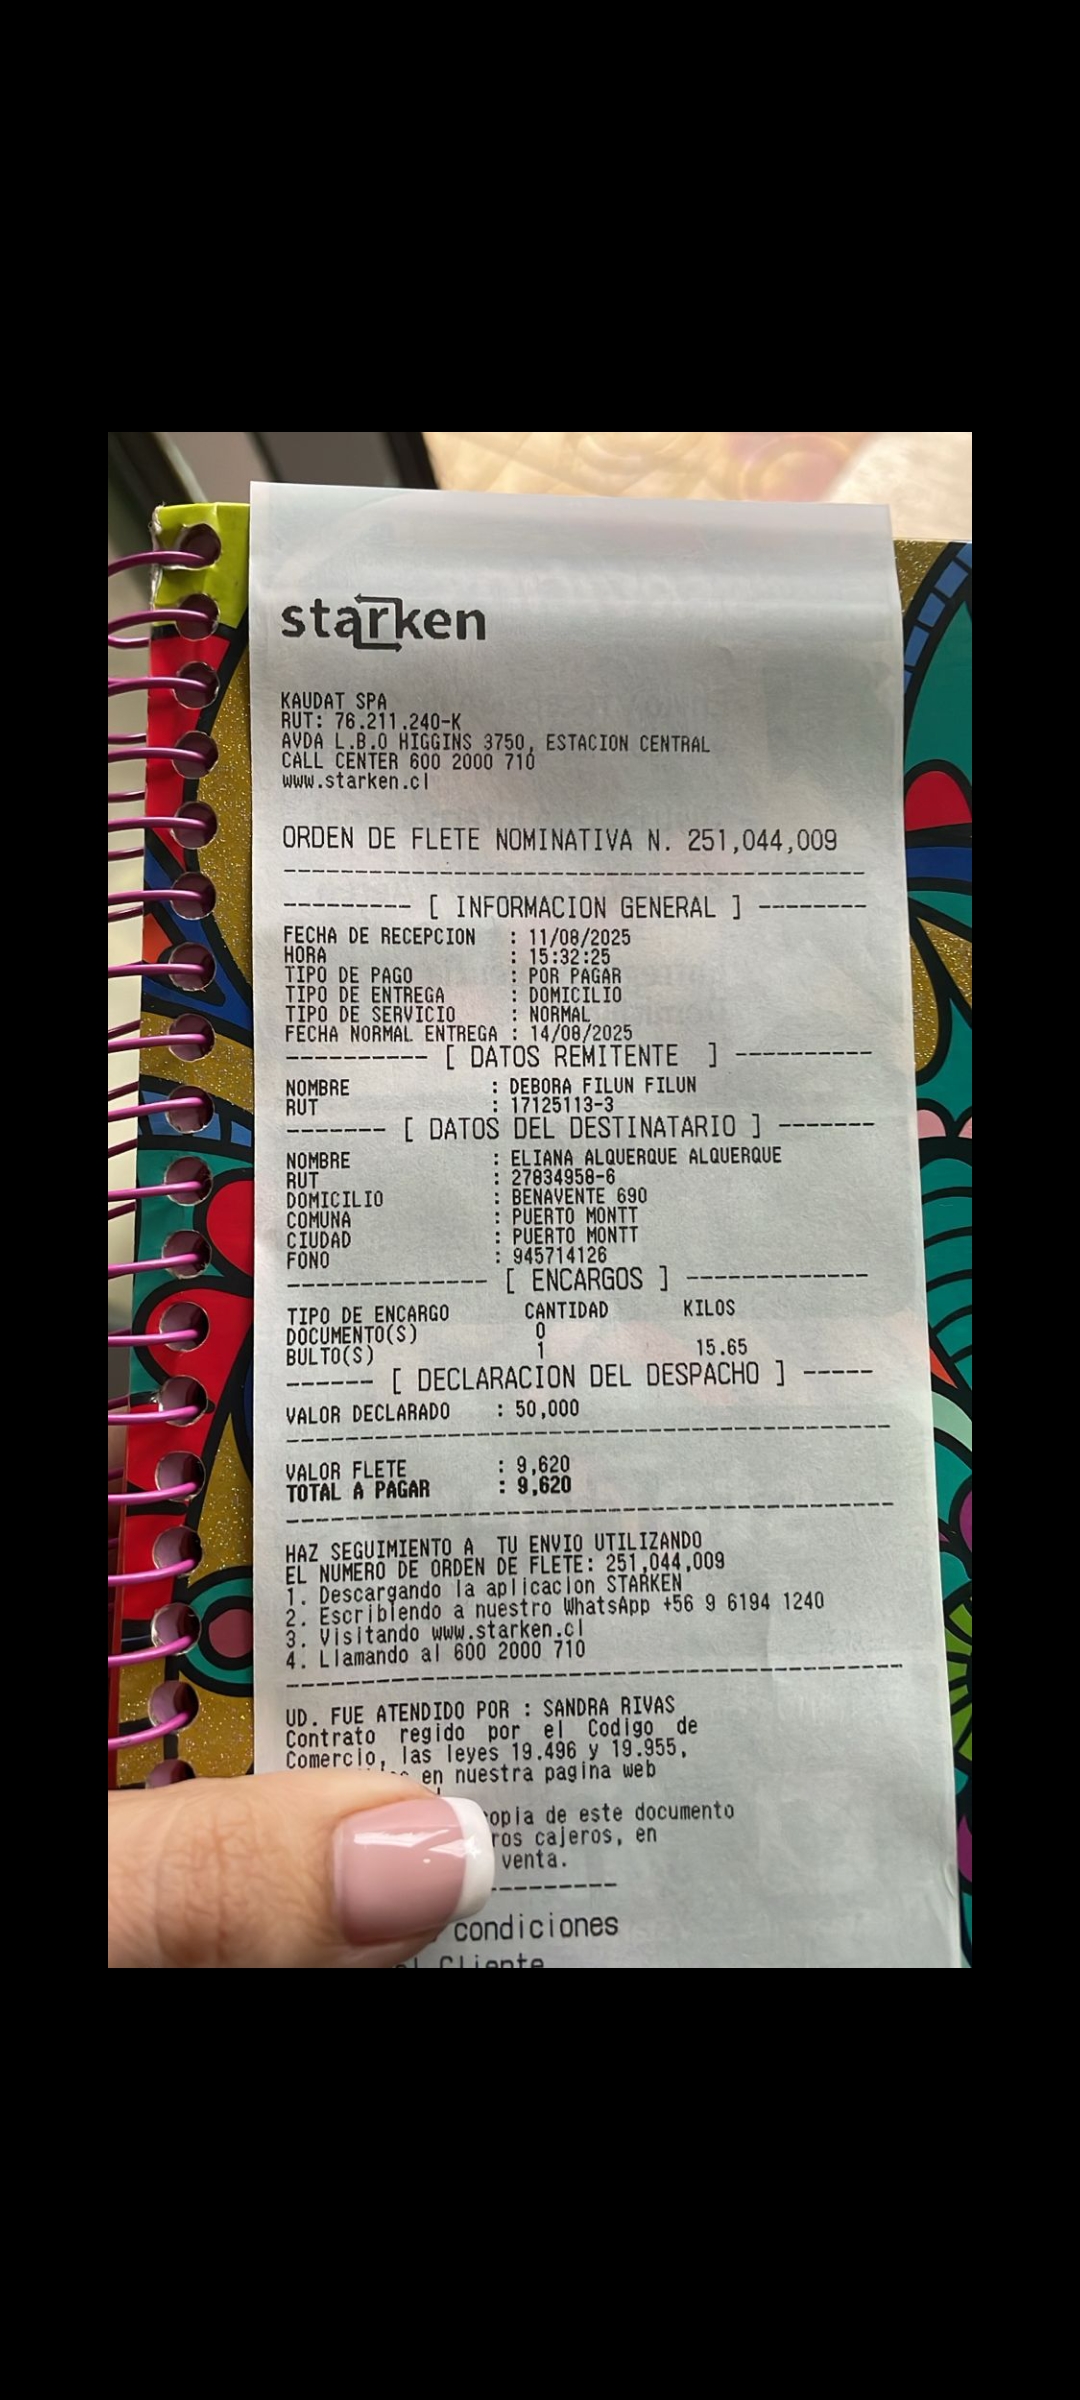 starken
KAUDAT SPA
RUT: 76.211.240-K
AVDA L.B.O HIGGINS 3750, ESTACION CENTRAL
CALL CENTER 600 2000 710
www.starken.cl
ORDEN DE FLETE NOMINATIVA N. 251,044,009
--------- [ INFORMACION GENERAL ] --------
FECHA DE RECEPCION : 11/08/2025
HORA : 15:32:25
TIPO DE PAGO : POR PAGAR
TIPO DE ENTREGA : DOMICILIO
TIPO DE SERVICIO : NORMAL
FECHA NORMAL ENTREGA : 14/08/2025
---------- [ DATOS REMITENTE ] ----------
NOMBRE : DEBORA FILUN FILUN
RUT : 17125113-3
------- [ DATOS DEL DESTINATARIO ] -------
NOMBRE : ELIANA ALQUERQUE ALQUERQUE
RUT : 27834958-6
DOMICILIO : BENAVENTE 690
COMUNA : PUERTO MONTT
CIUDAD : PUERTO MONTT
FONO : 945714126
-------------- [ ENCARGOS ] -------------
TIPO DE ENCARGO CANTIDAD KILOS
DOCUMENTO(S) 0
BULTO(S) 1 15.65
------ [ DECLARACION DEL DESPACHO ] -----
VALOR DECLARADO : 50,000
VALOR FLETE : 9,620
TOTAL A PAGAR : 9,620
HAZ SEGUIMIENTO A TU ENVIO UTILIZANDO
EL NUMERO DE ORDEN DE FLETE: 251,044,009
1. Descargando la aplicacion STARKEN
2. Escribiendo a nuestro WhatsApp +56 9 6194 1240
3. Visitando www.starken.cl
4. Llamando al 600 2000 710
UD. FUE ATENDIDO POR : SANDRA RIVAS
Contrato regido por el Codigo de
Comercio, las leyes 19.496 y 19.955,
en nuestra pagina web
opia de este documento
ros cajeros, en
venta.
condiciones
Cliente